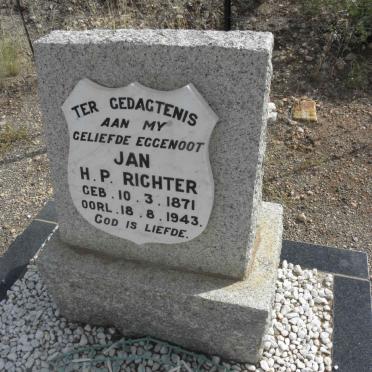 TER GEDAGTENIS
AAN MY
GELIEFDE EGGENOOT
JAN
H.P. RICHTER
GEB. 10.3.1871
OORL. 18.8.1943.
GOD IS LIEFDE.